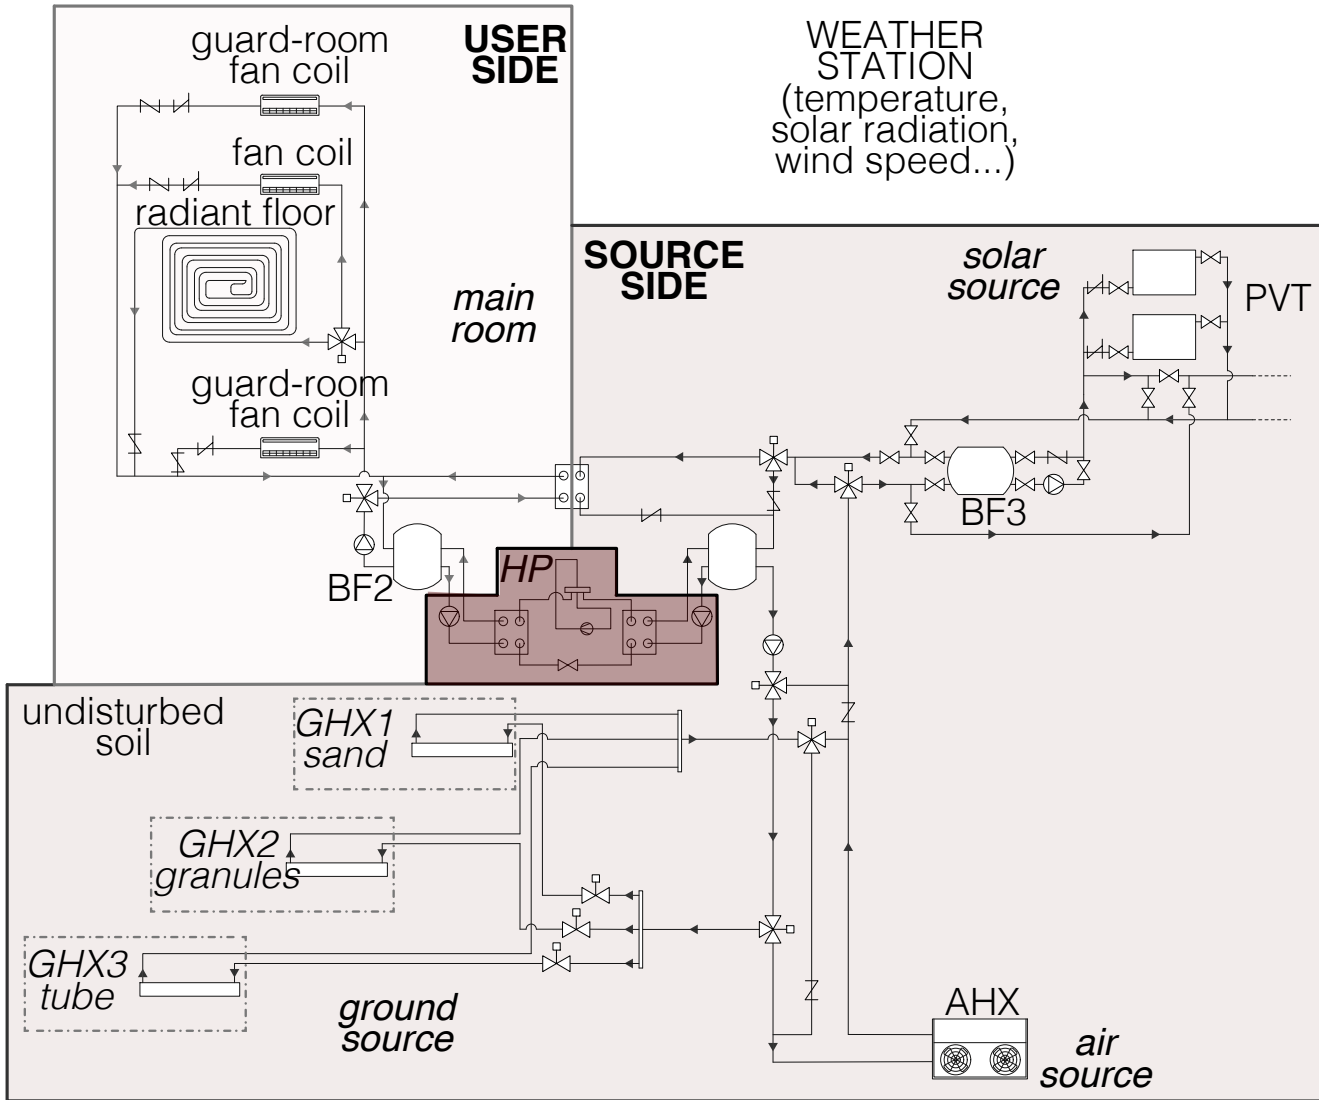 guard-room
fan coil
USER
SIDE
WEATHER
STATION
(temperature,
solar radiation,
wind speed...)
fan coil
radiant floor
main
room
SOURCE
SIDE
solar
source
PVT
guard-room
fan coil
BF3
BF2
HP
undisturbed
soil
GHX1
sand
GHX2
granules
GHX3
tube
ground
source
AHX
air
source